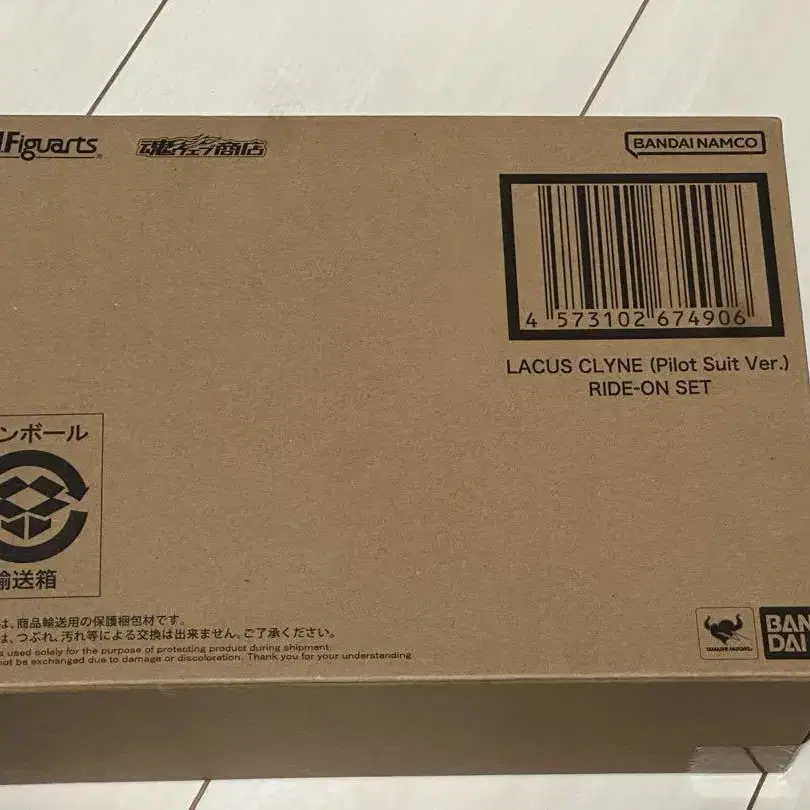 Figuarts
魂ウェブ商店
BANDAI NAMCO
4 573102 674906
LACUS CLYNE (Pilot Suit Ver.)
RIDE-ON SET
ンボール
輸送箱
は、商品輸送用の保護梱包材です。
は、つぶれ、汚れ等による交換は出来ません。ご了承ください。
s used solely for the purpose of protecting product during shipment
not be exchanged due to damage or discoloration. Thank you for your understanding
TAMASHII NATIONS
BAN
DAI